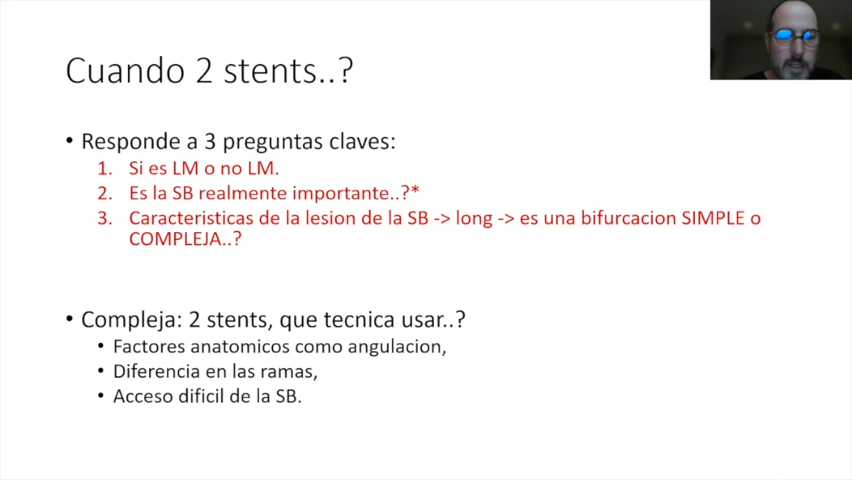 Cuando 2 stents..?
• Responde a 3 preguntas claves:
1. Si es LM o no LM.
2. Es la SB realmente importante..?*
3. Caracteristicas de la lesion de la SB -> long -> es una bifurcacion SIMPLE o
COMPLEJA..?
• Compleja: 2 stents, que tecnica usar..?
• Factores anatomicos como angulacion,
• Diferencia en las ramas,
• Acceso dificil de la SB.